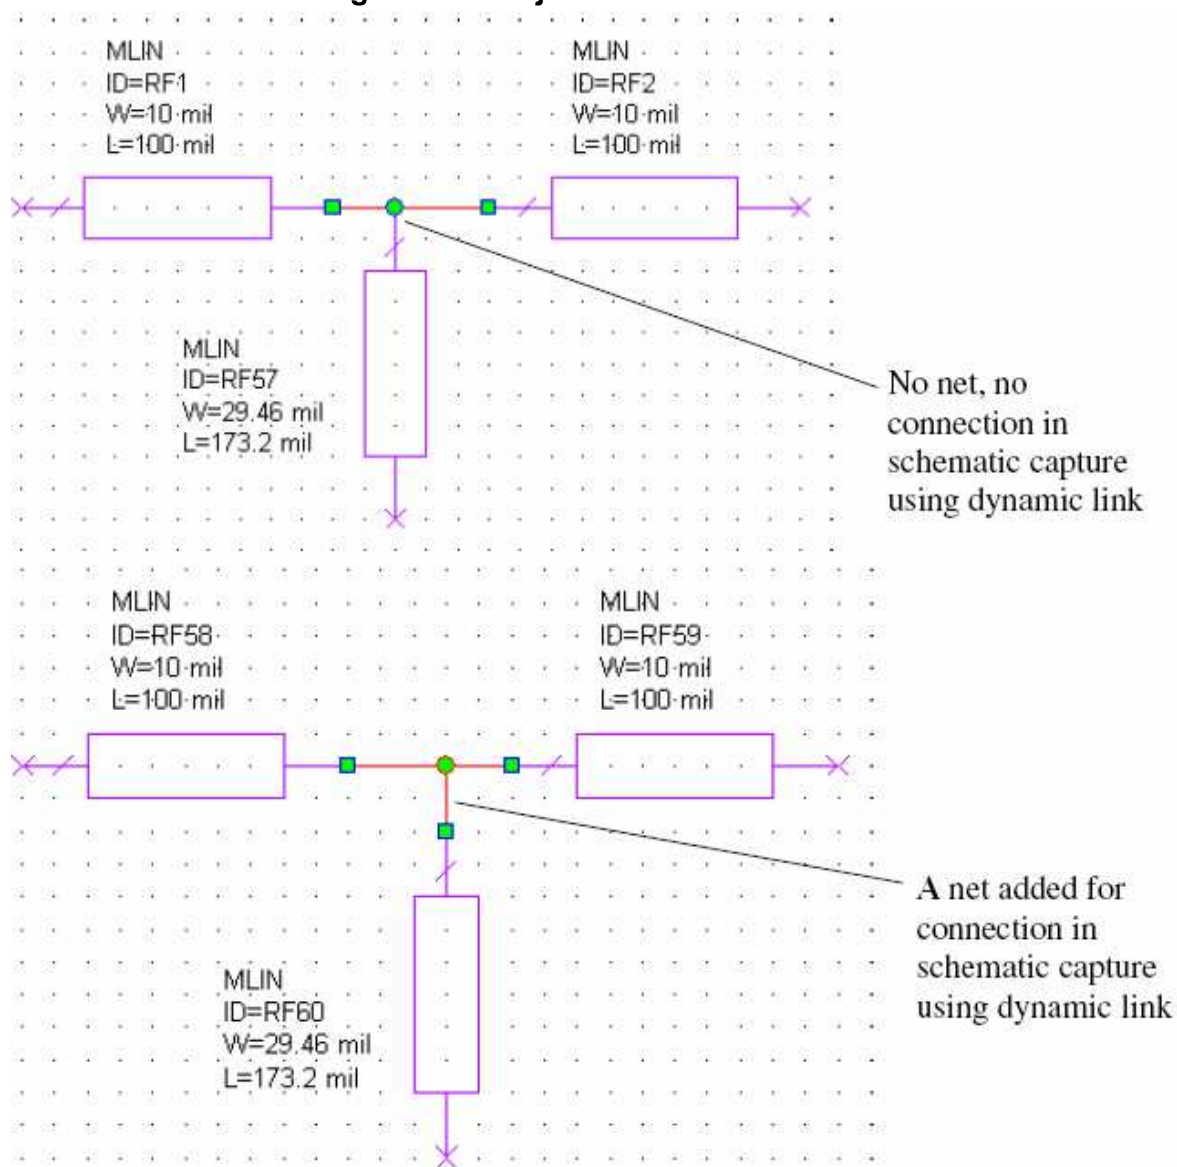 MLIN
ID=RF1
W=10 mil
L=100 mil
MLIN
ID=RF2
W=10 mil
L=100 mil
MLIN
ID=RF57
W=29.46 mil
L=173.2 mil
No net, no
connection in
schematic capture
using dynamic link
MLIN
ID=RF58
W=10 mil
L=100 mil
MLIN
ID=RF59
W=10 mil
L=100 mil
MLIN
ID=RF60
W=29.46 mil
L=173.2 mil
A net added for
connection in
schematic capture
using dynamic link